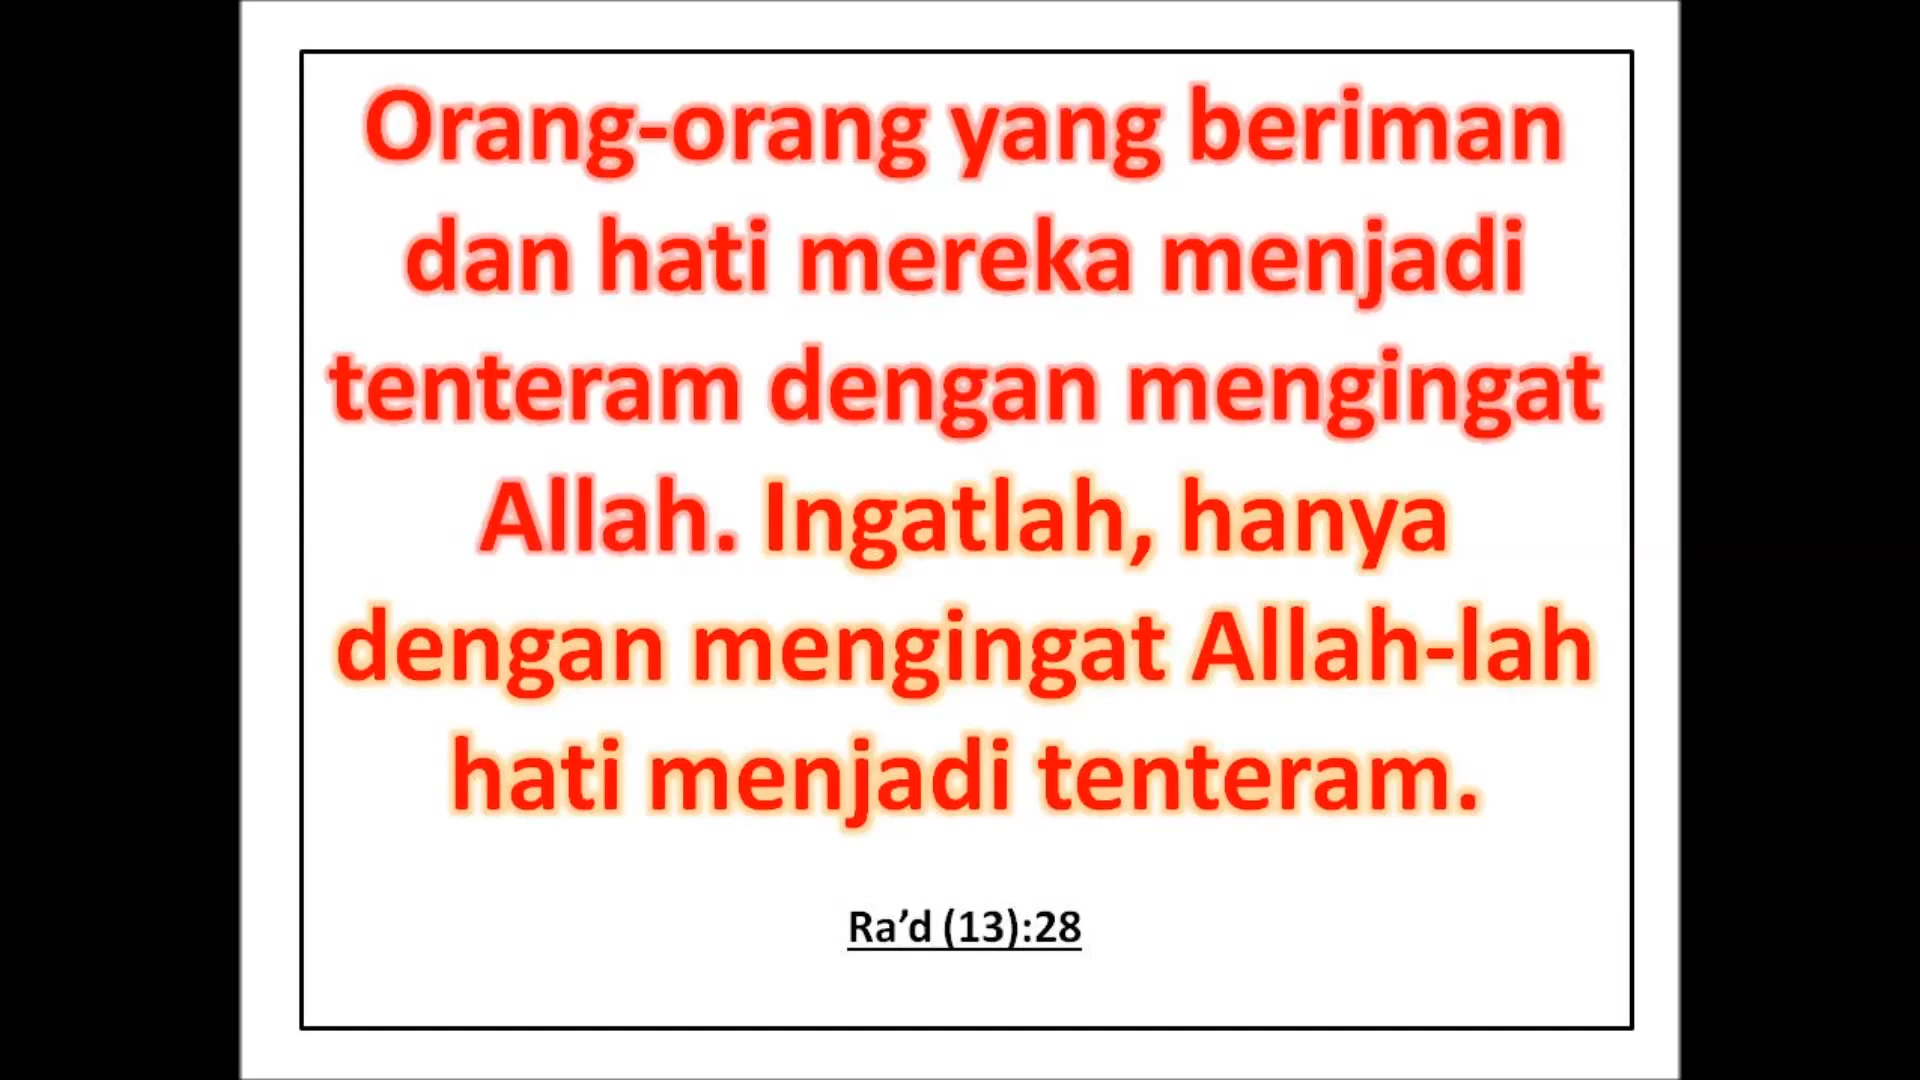 Orang-orang yang beriman
dan hati mereka menjadi
tenteram dengan mengingat
Allah. Ingatlah, hanya
dengan mengingat Allah-lah
hati menjadi tenteram.
Ra’d (13):28